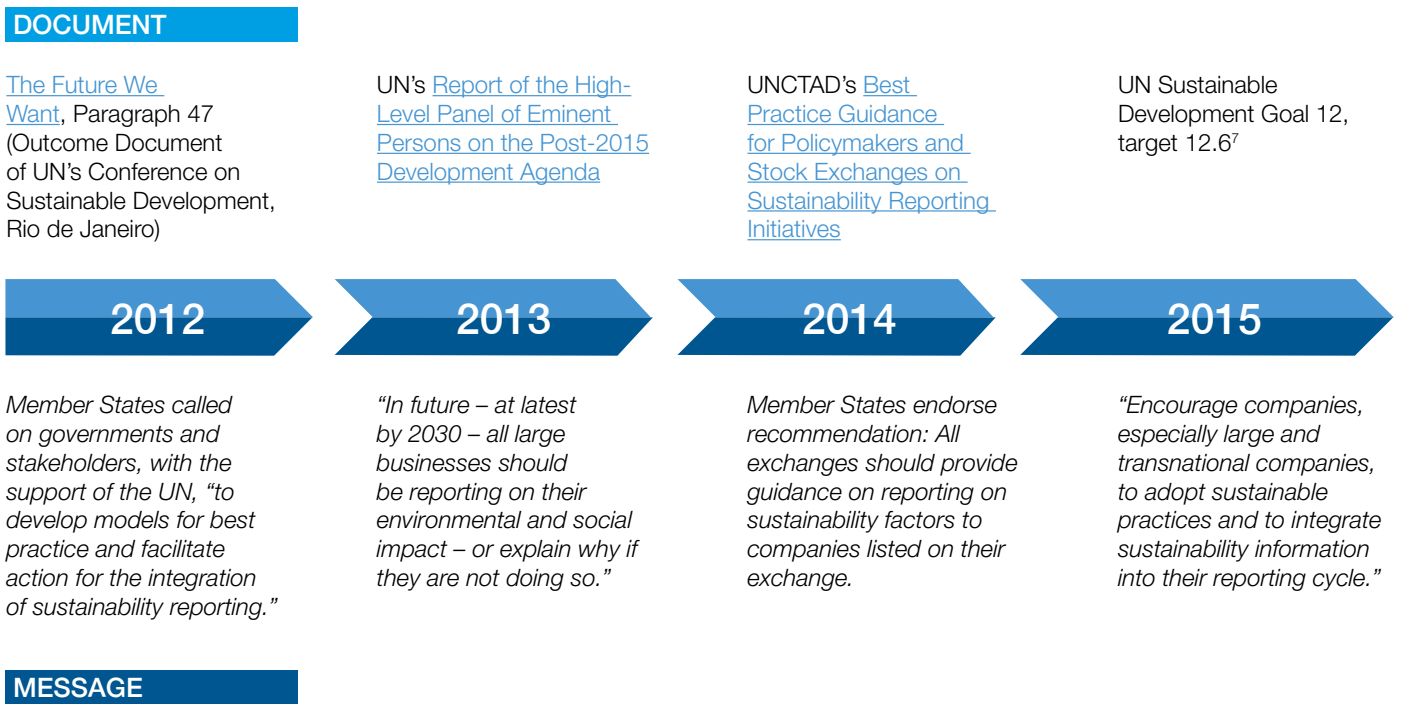 DOCUMENT
The Future We
Want, Paragraph 47
(Outcome Document
of UN’s Conference on
Sustainable Development,
Rio de Janeiro)
UN’s Report of the High-
Level Panel of Eminent
Persons on the Post-2015
Development Agenda
UNCTAD’s Best
Practice Guidance
for Policymakers and
Stock Exchanges on
Sustainability Reporting
Initiatives
UN Sustainable
Development Goal 12,
target 12.6⁷
2012
2013
2014
2015
Member States called
on governments and
stakeholders, with the
support of the UN, “to
develop models for best
practice and facilitate
action for the integration
of sustainability reporting.”
“In future – at latest
by 2030 – all large
businesses should
be reporting on their
environmental and social
impact – or explain why if
they are not doing so.”
Member States endorse
recommendation: All
exchanges should provide
guidance on reporting on
sustainability factors to
companies listed on their
exchange.
“Encourage companies,
especially large and
transnational companies,
to adopt sustainable
practices and to integrate
sustainability information
into their reporting cycle.”
MESSAGE